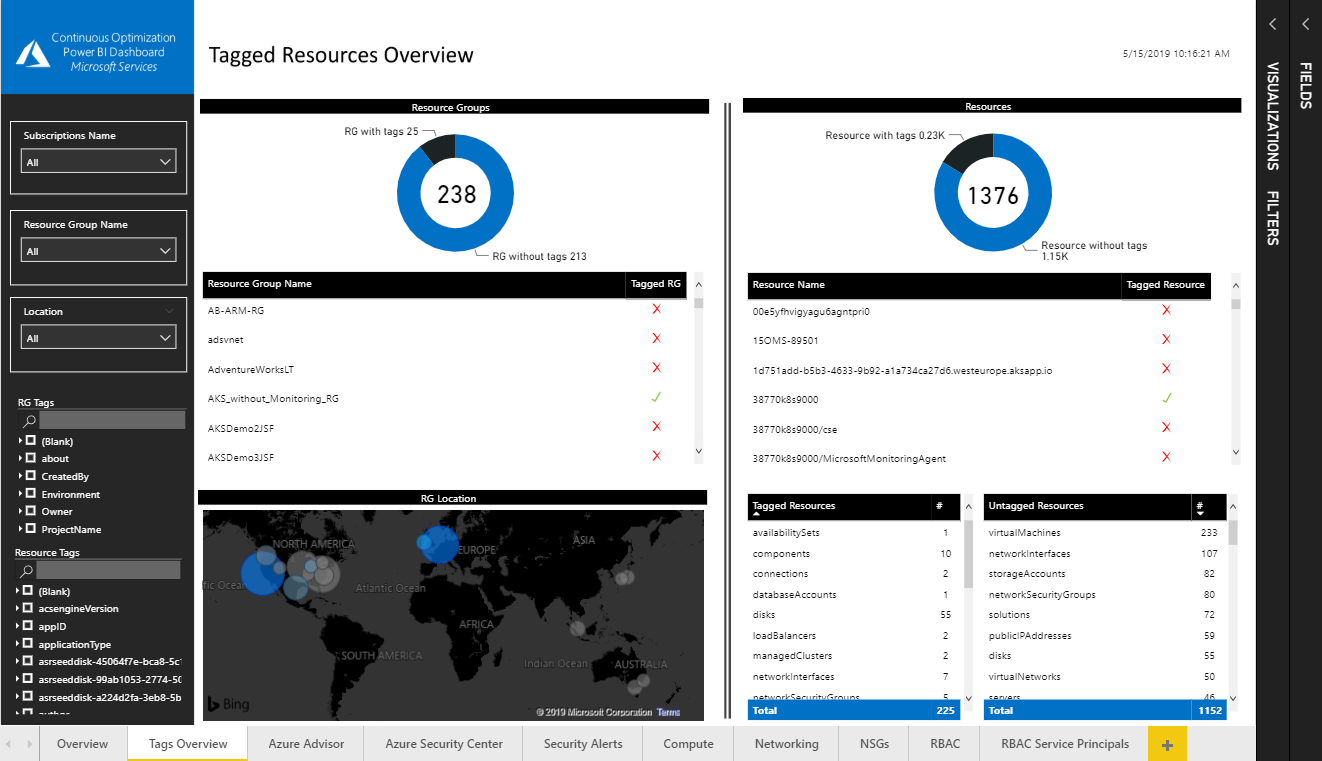 Continuous Optimization
Power BI Dashboard
Microsoft Services
Tagged Resources Overview
5/15/2019 10:16:21 AM
VISUALIZATIONS
FILTERS
FIELDS
Subscriptions Name
All
Resource Group Name
All
Location
All
RG Tags
(Blank)
about
CreatedBy
Environment
Owner
ProjectName
Resource Tags
(Blank)
acsengineVersion
appID
applicationType
asrseeddisk-45064f7e-bca8-5c1
asrseeddisk-99ab1053-2774-50
asrseeddisk-a224d2fa-3eb8-5b
author
Resource Groups
RG with tags 25
238
RG without tags 213
Resource Group Name Tagged RG
AB-ARM-RG
adsvnet
AdventureWorksLT
AKS_without_Monitoring_RG
AKSDemo2JSF
AKSDemo3JSF
RG Location
NORTH AMERICA
EUROPE
ASIA
fic Ocean
Atlantic Ocean
AFRICA
SOUTH AMERICA
Indian Ocean
AUSTRALIA
Bing
© 2019 Microsoft Corporation Terms
Resources
Resource with tags 0.23K
1376
Resource without tags
1.15K
Resource Name Tagged Resource
00e5yfhvigyagu6agntpri0
15OMS-89501
1d751add-b5b3-4633-9b92-a1a734ca27d6.westeurope.aksapp.io
38770k8s9000
38770k8s9000/cse
38770k8s9000/MicrosoftMonitoringAgent
Tagged Resources #
availabilitySets 1
components 10
connections 2
databaseAccounts 1
disks 55
loadBalancers 2
managedClusters 2
networkInterfaces 7
networkSecurityGroups 5
Total 225
Untagged Resources #
virtualMachines 233
networkInterfaces 107
storageAccounts 82
networkSecurityGroups 80
solutions 72
publicIPAddresses 59
disks 55
virtualNetworks 50
servers 46
Total 1152
Overview
Tags Overview
Azure Advisor
Azure Security Center
Security Alerts
Compute
Networking
NSGs
RBAC
RBAC Service Principals
+